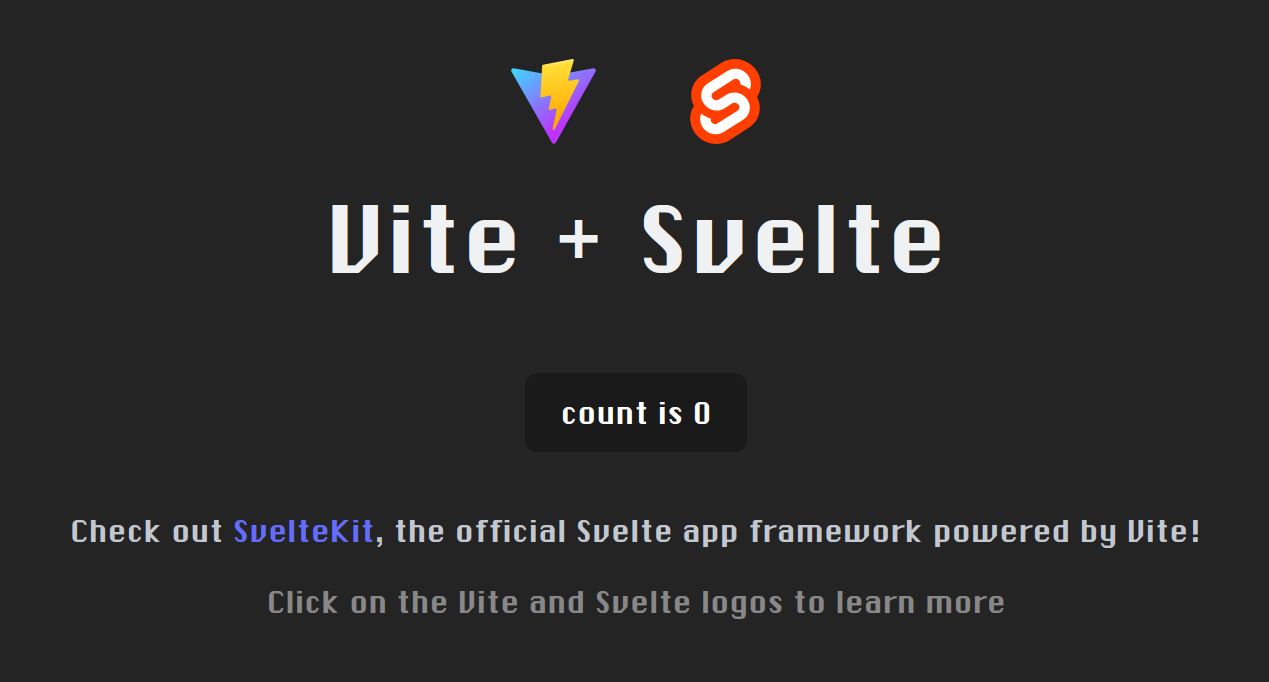 Vite + Svelte
count is 0
Check out SvelteKit, the official Svelte app framework powered by Vite!
Click on the Vite and Svelte logos to learn more